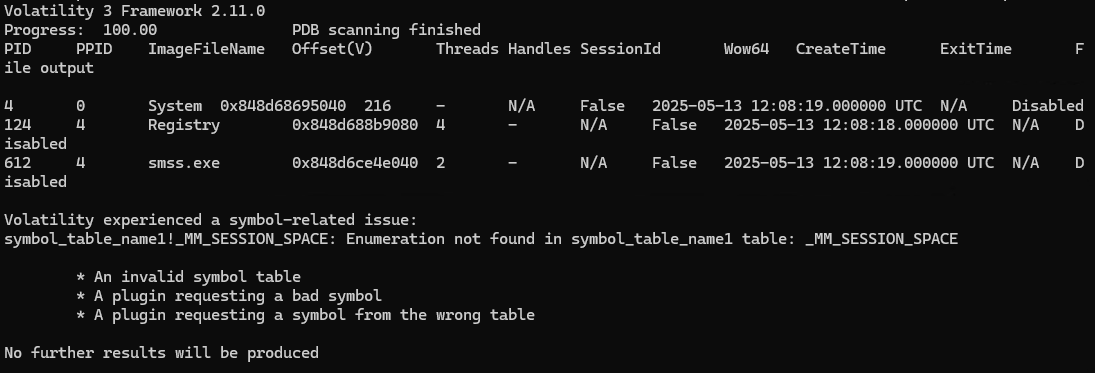 Volatility 3 Framework 2.11.0
Progress:  100.00               PDB scanning finished
PID     PPID    ImageFileName   Offset(V)       Threads Handles SessionId       Wow64   CreateTime      ExitTime       F
ile output

4       0       System  0x848d68695040  216     -       N/A     False   2025-05-13 12:08:19.000000 UTC  N/A     Disabled
124     4       Registry        0x848d688b9080  4       -       N/A     False   2025-05-13 12:08:18.000000 UTC  N/A    D
isabled
612     4       smss.exe        0x848d6ce4e040  2       -       N/A     False   2025-05-13 12:08:19.000000 UTC  N/A    D
isabled

Volatility experienced a symbol-related issue:
symbol_table_name1!_MM_SESSION_SPACE: Enumeration not found in symbol_table_name1 table: _MM_SESSION_SPACE

        * An invalid symbol table
        * A plugin requesting a bad symbol
        * A plugin requesting a symbol from the wrong table

No further results will be produced